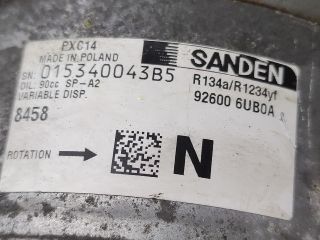 PXC14
MADE IN POLAND
SN: 015340043B5
OIL: 90cc SP-A2
VARIABLE DISP.
8458
SANDEN
R134a/R1234yf
92600 6UB0A
ROTATION
N